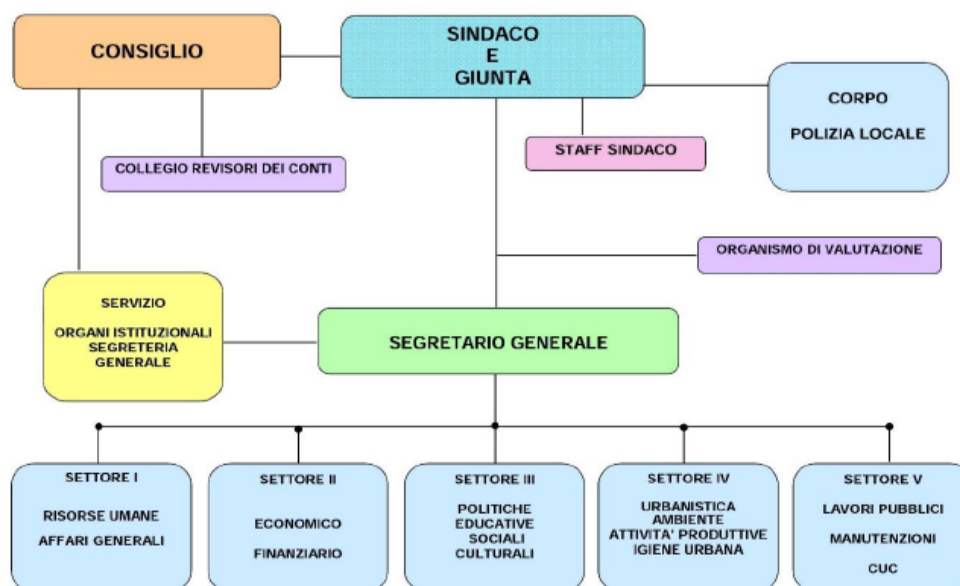 CONSIGLIO
SINDACO
E
GIUNTA
CORPO
POLIZIA LOCALE
STAFF SINDACO
COLLEGIO REVISORI DEI CONTI
ORGANISMO DI VALUTAZIONE
SERVIZIO
ORGANI ISTITUZIONALI
SEGRETERIA
GENERALE
SEGRETARIO GENERALE
SETTORE I
RISORSE UMANE
AFFARI GENERALI
SETTORE II
ECONOMICO
FINANZIARIO
SETTORE III
POLITICHE
EDUCATIVE
SOCIALI
CULTURALI
SETTORE IV
URBANISTICA
AMBIENTE
ATTIVITA' PRODUTTIVE
IGIENE URBANA
SETTORE V
LAVORI PUBBLICI
MANUTENZIONI
CUC